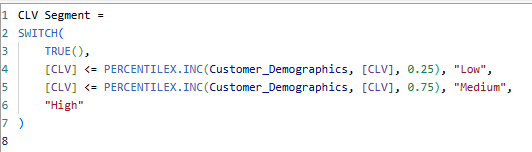 1 CLV Segment =
2 SWITCH(
3     TRUE(),
4     [CLV] <= PERCENTILEX.INC(Customer_Demographics, [CLV], 0.25), "Low",
5     [CLV] <= PERCENTILEX.INC(Customer_Demographics, [CLV], 0.75), "Medium",
6     "High"
7 )
8